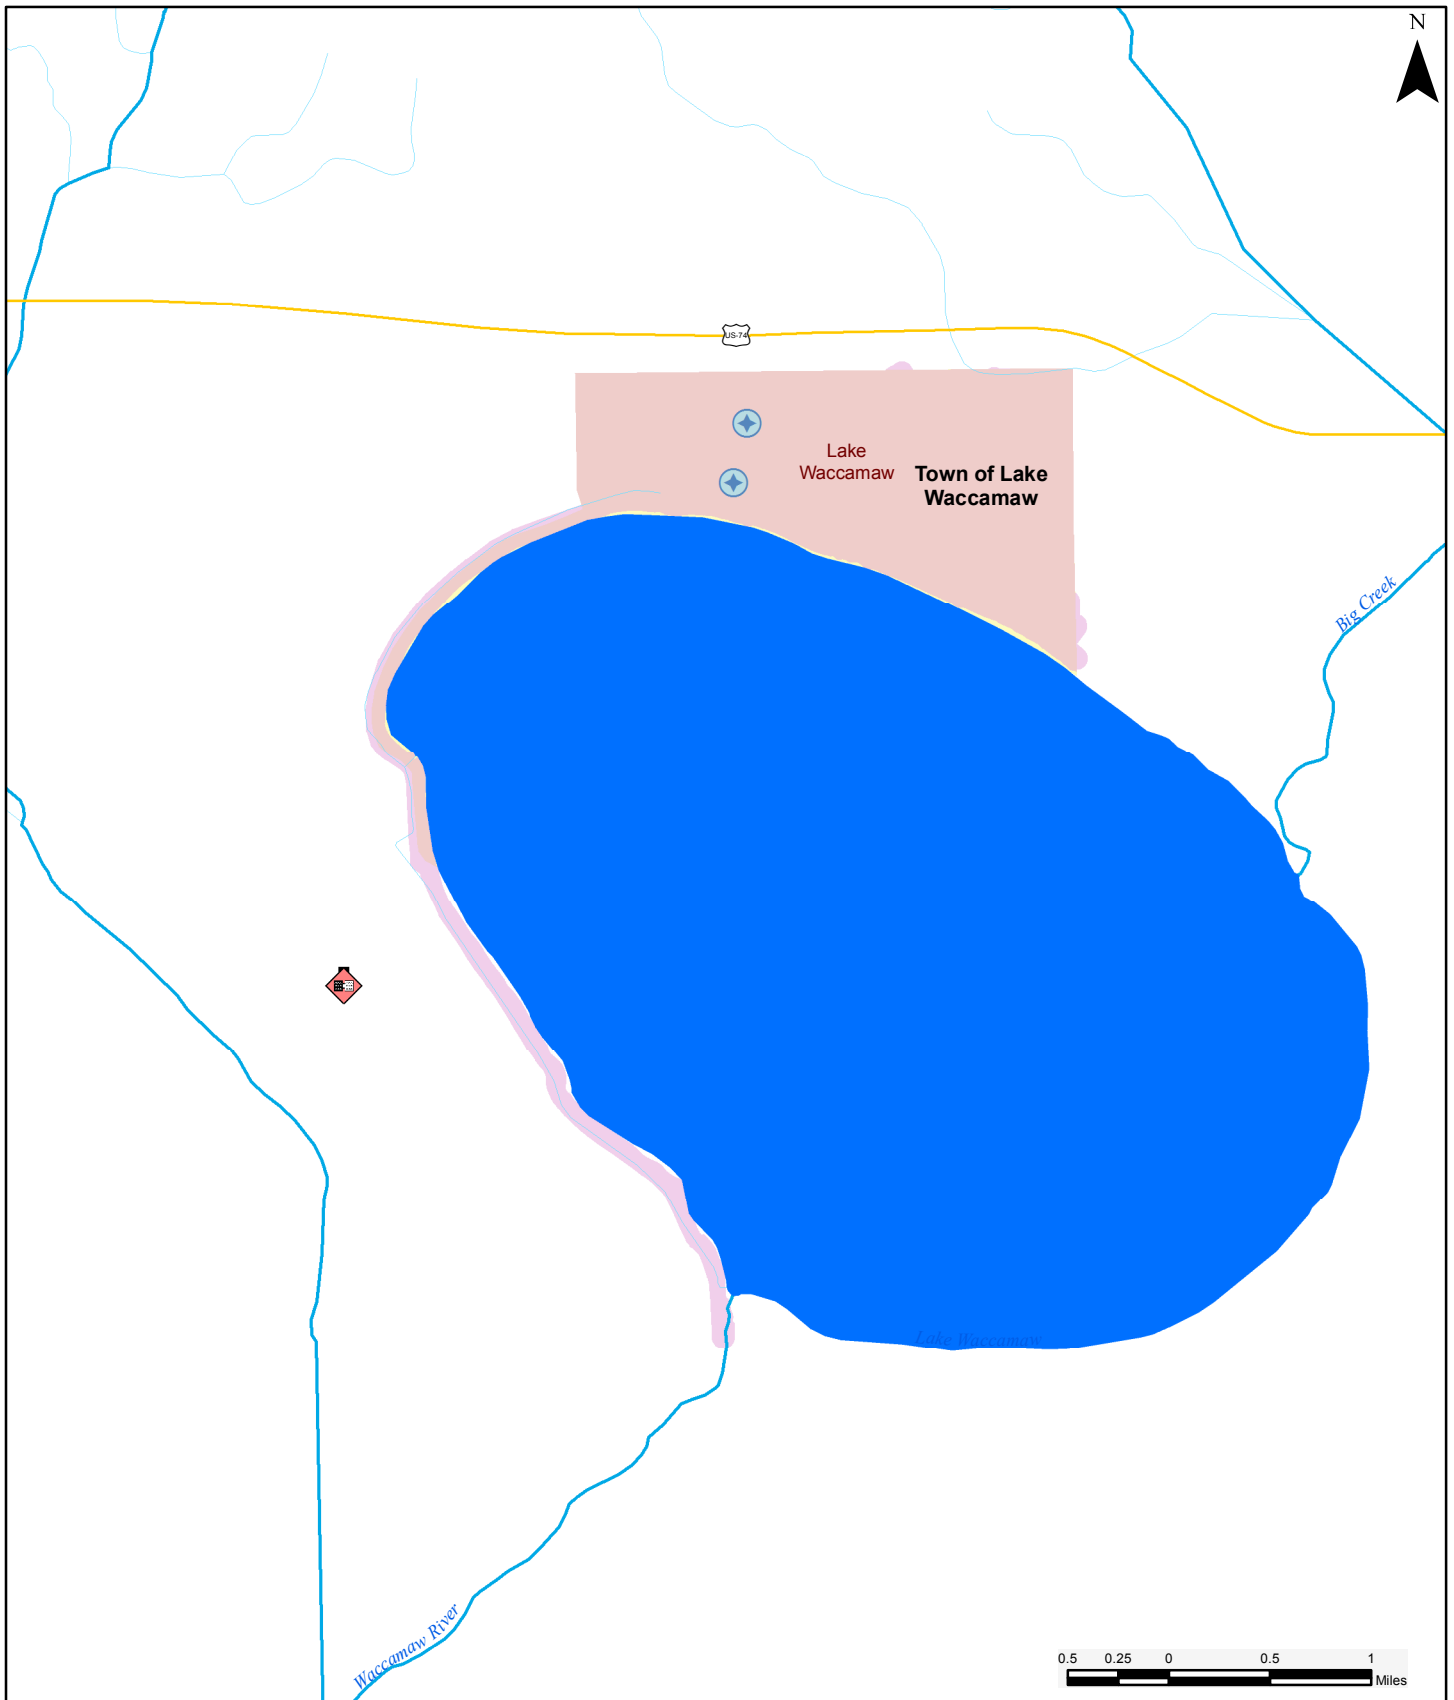 N
US-74
Lake
Waccamaw
Town of Lake
Waccamaw
Big Creek
Lake Waccamaw
Waccamaw River
0.5 0.25 0 0.5 1
Miles